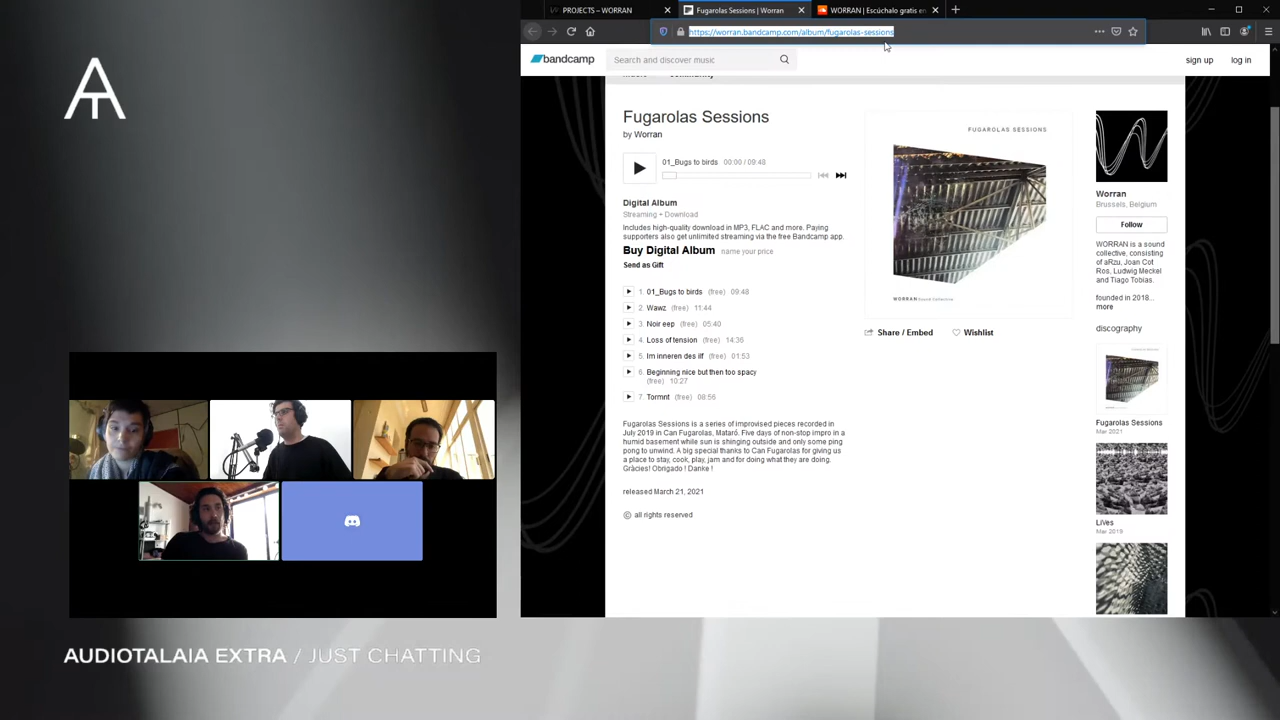 PROJECTS – WORRAN
Fugarolas Sessions | Worran
WORRAN | Escúchalo gratis en
https://worran.bandcamp.com/album/fugarolas-sessions
bandcamp
Search and discover music
sign up
log in
Fugarolas Sessions
by Worran
01_Bugs to birds 00:00 / 09:48
Digital Album
Streaming + Download
Includes high-quality download in MP3, FLAC and more. Paying
supporters also get unlimited streaming via the free Bandcamp app.
Buy Digital Album name your price
Send as Gift
1. 01_Bugs to birds (free) 09:48
2. Wawz (free) 11:44
3. Noir eep (free) 05:40
4. Loss of tension (free) 14:36
5. Im inneren des ilf (free) 01:53
6. Beginning nice but then too spacy
(free) 10:27
7. Tormnt (free) 08:56
Fugarolas Sessions is a series of improvised pieces recorded in
July 2019 in Can Fugarolas, Mataró. Five days of non-stop impro in a
humid basement while sun is shinging outside and only some ping
pong to unwind. A big special thanks to Can Fugarolas for giving us
a place to stay, cook, play, jam and for doing what they are doing.
Gràcies! Obrigado ! Danke !
released March 21, 2021
© all rights reserved
FUGAROLAS SESSIONS
WORRAN Sound Collective
Share / Embed
Wishlist
Worran
Brussels, Belgium
Follow
WORRAN is a sound
collective, consisting
of aRzu, Joan Cot
Ros, Ludwig Meckel
and Tiago Tobias.
founded in 2018...
more
discography
Fugarolas Sessions
Mar 2021
LiVes
Mar 2019
AUDIOTALAIA EXTRA / JUST CHATTING